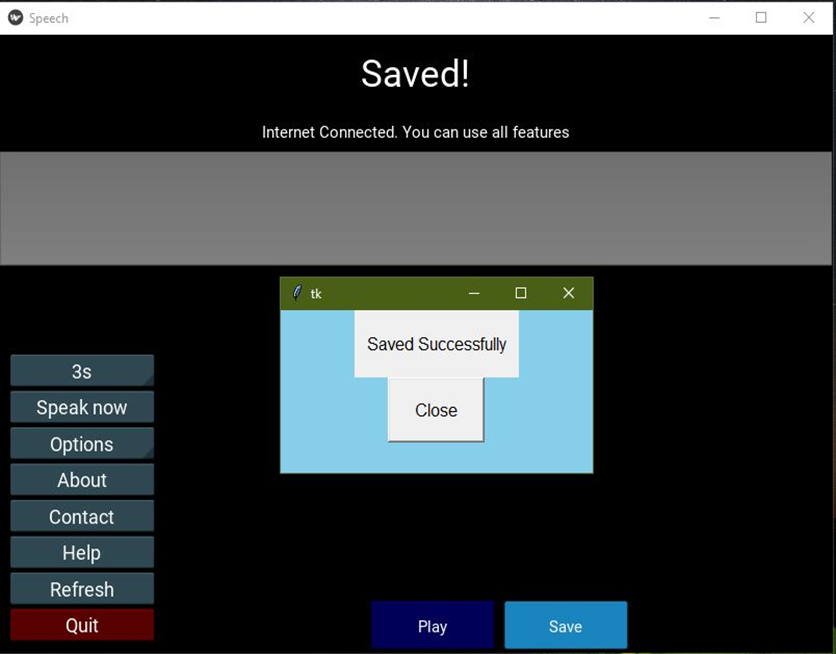 Speech
Saved!
Internet Connected. You can use all features
tk
Saved Successfully
Close
3s
Speak now
Options
About
Contact
Help
Refresh
Quit
Play
Save